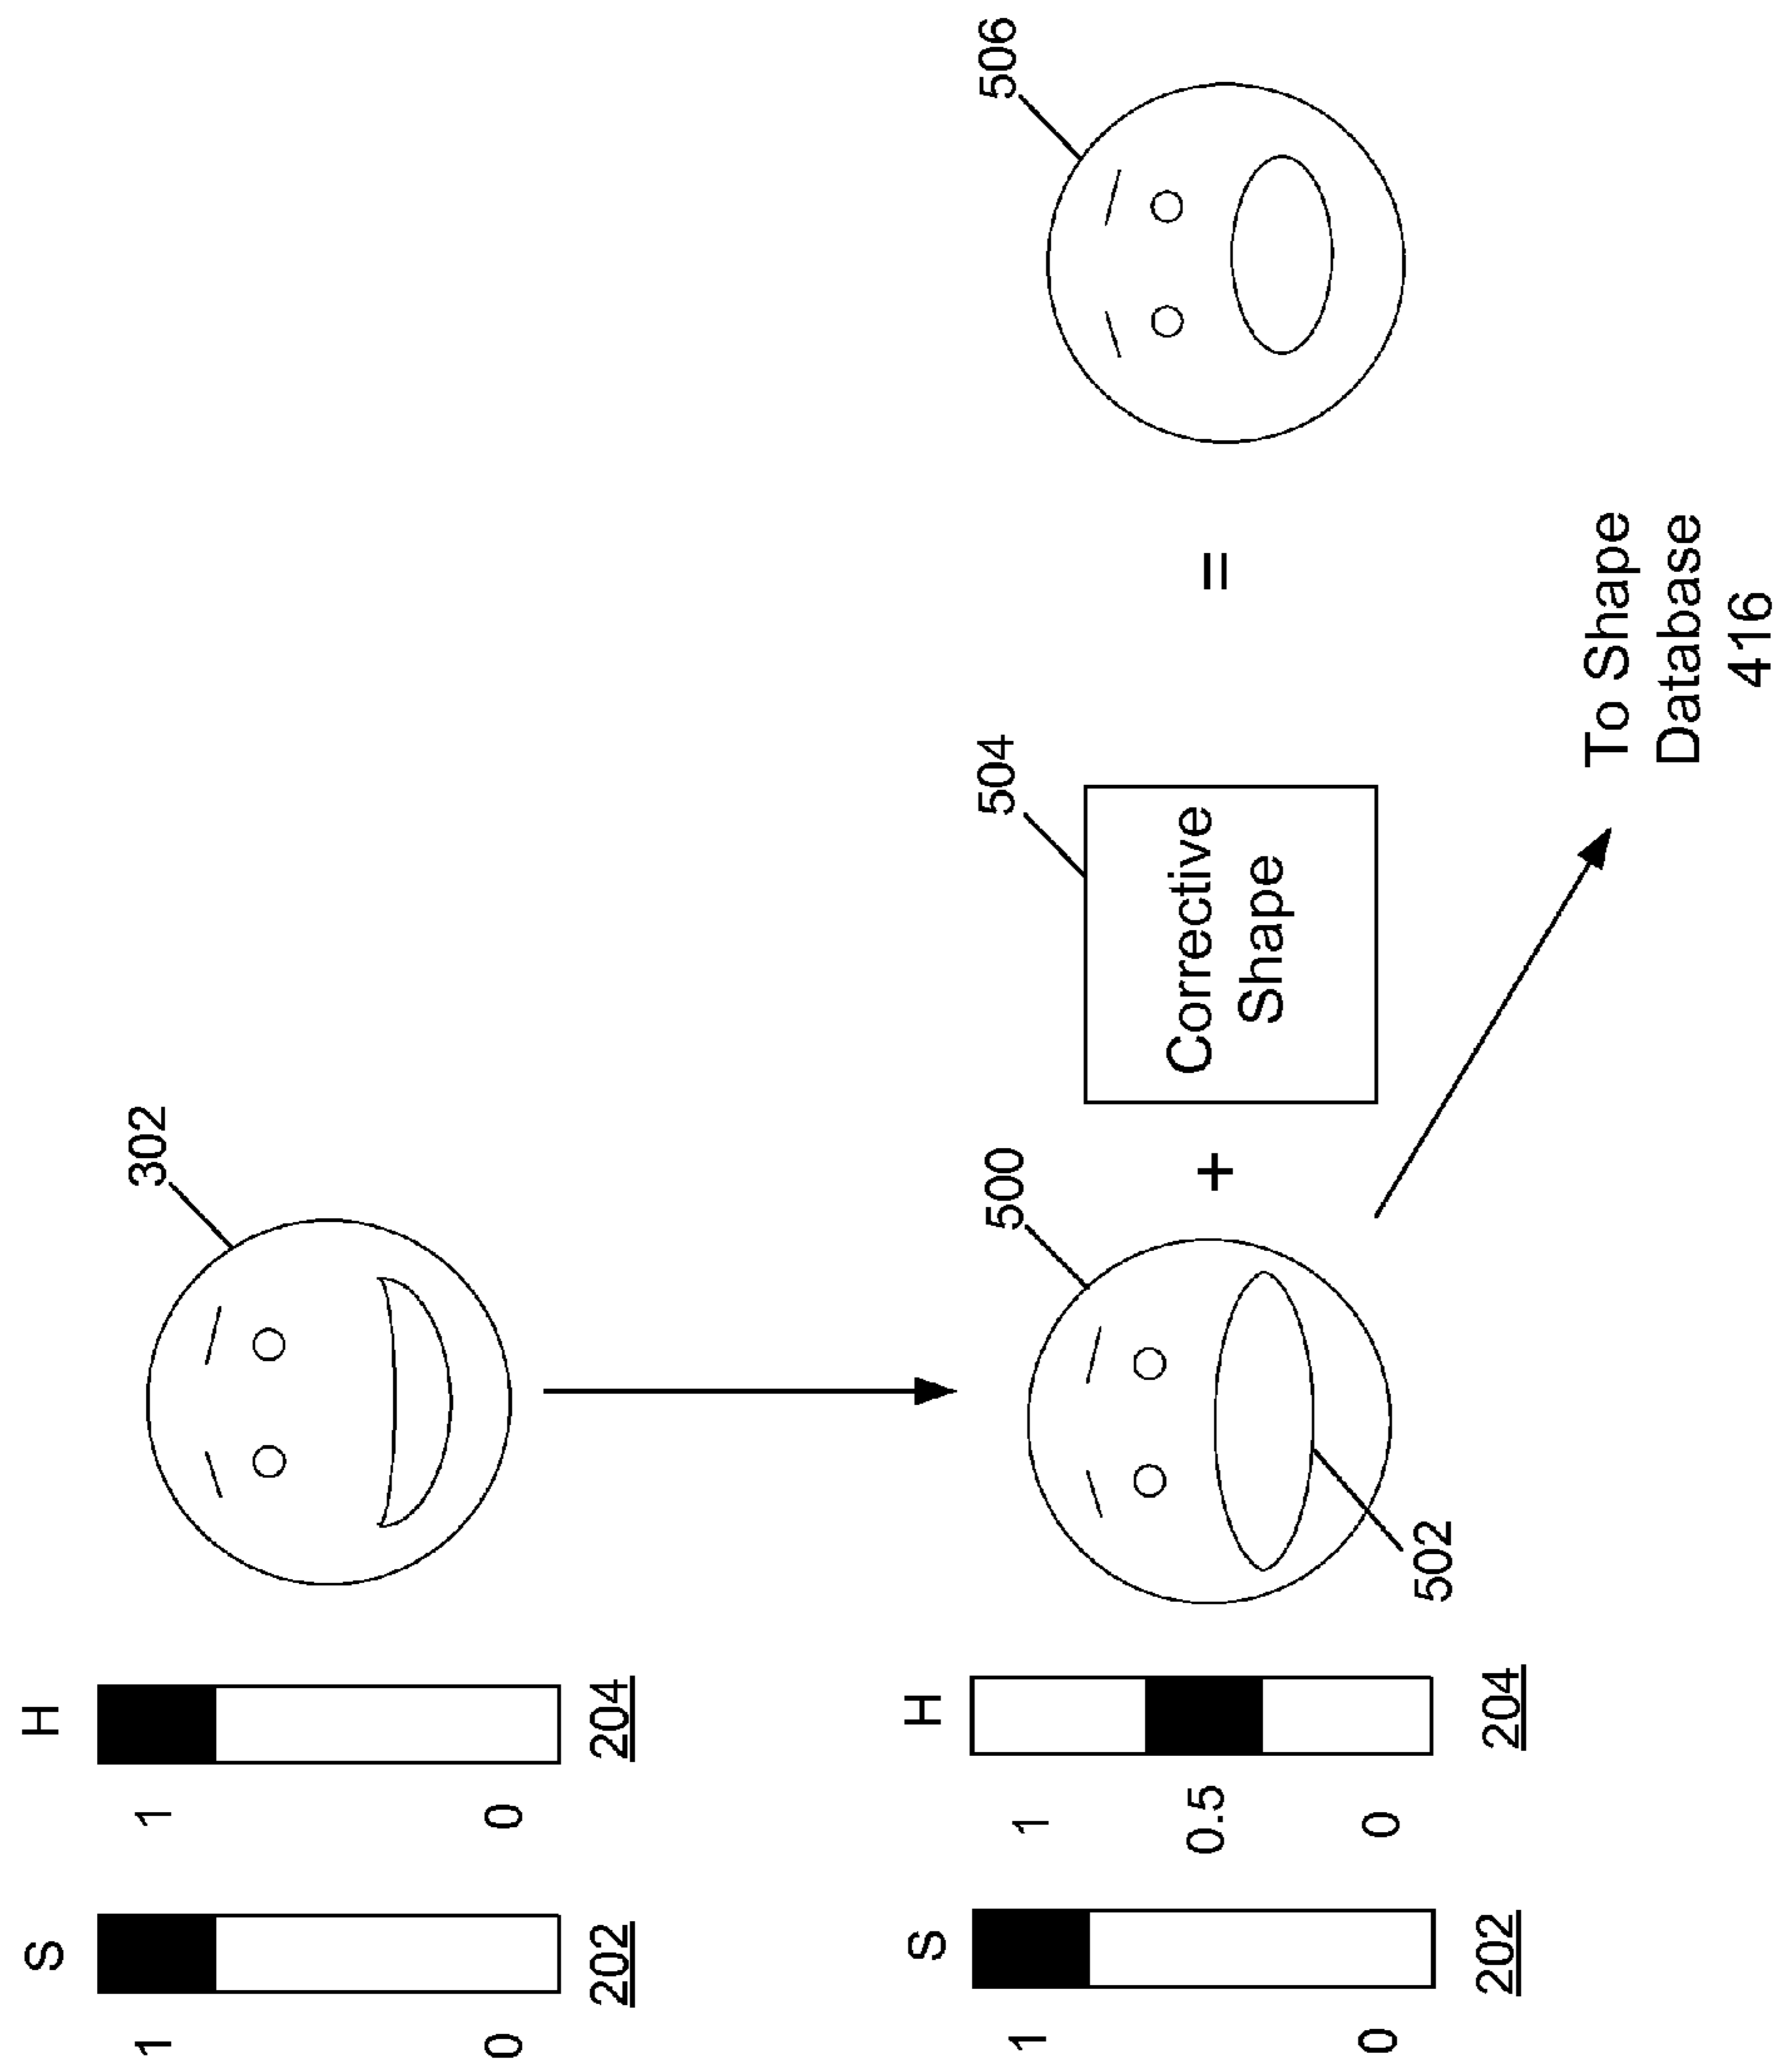 S H
1 1 302
0 0
202 204
S H
500 504 506
1 1
0.5 + Corrective =
Shape
0 0
502
202 204
To Shape
Database
416